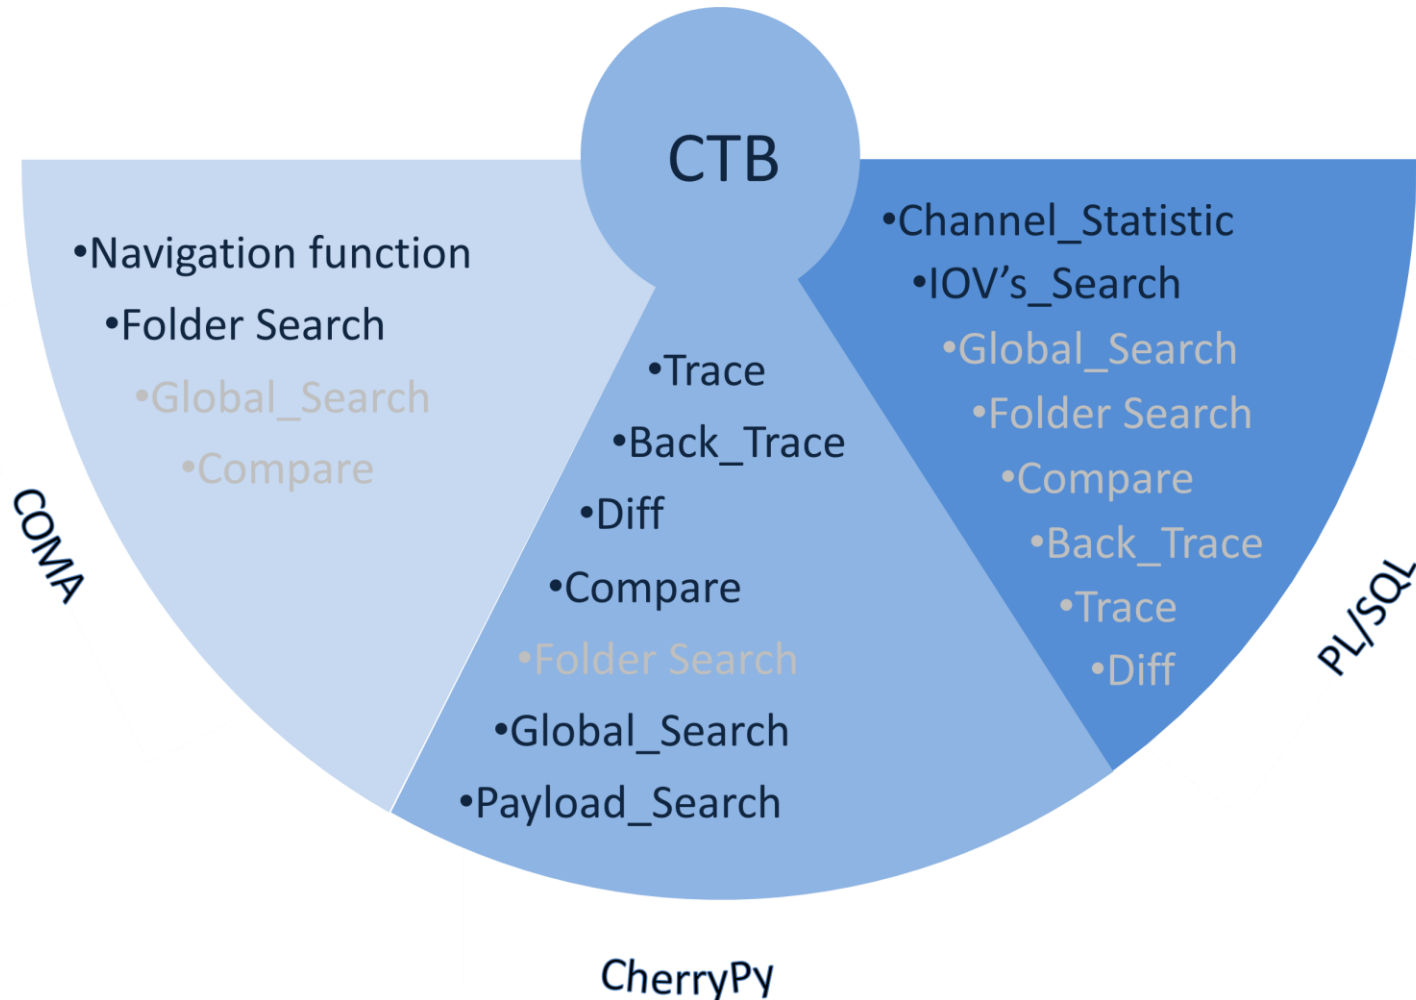 CTB
•Navigation function
•Folder Search
•Global_Search
•Compare
COMA
•Trace
•Back_Trace
•Diff
•Compare
•Folder Search
•Global_Search
•Payload_Search
CherryPy
•Channel_Statistic
•IOV’s_Search
•Global_Search
•Folder Search
•Compare
•Back_Trace
•Trace
•Diff
PL/SQL